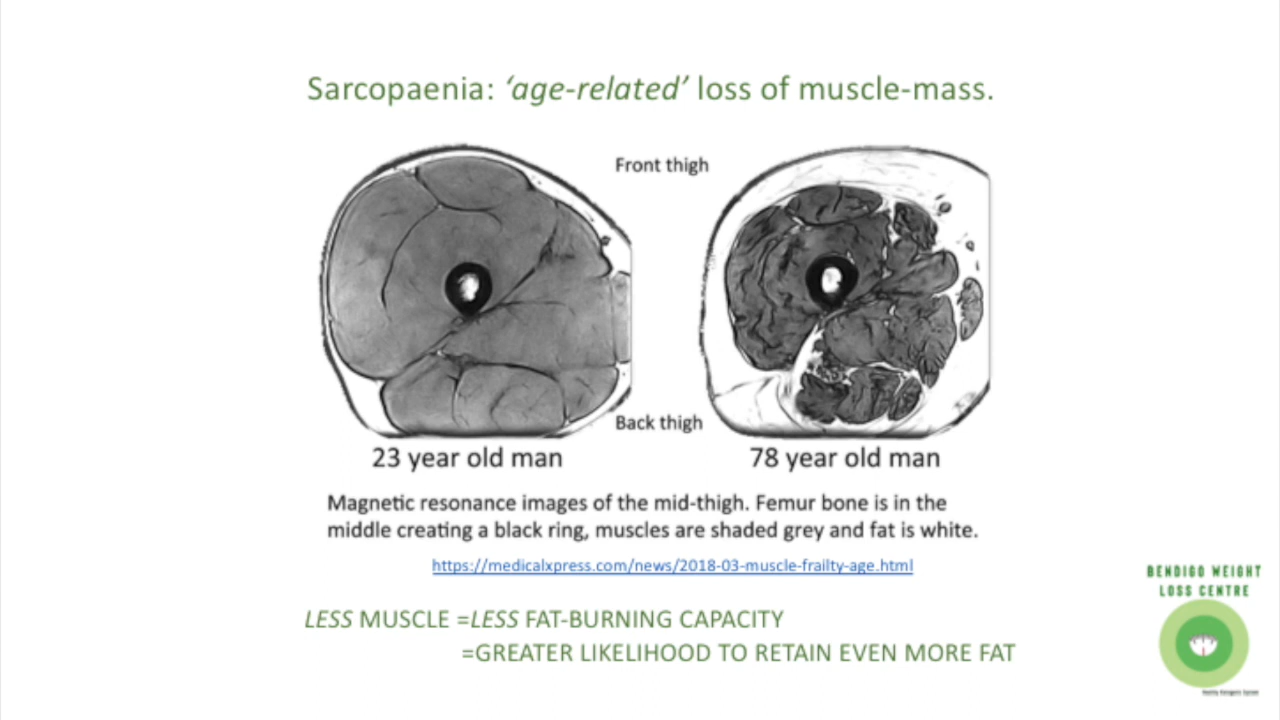 Sarcopaenia: ‘age-related’ loss of muscle-mass.
Front thigh
Back thigh
23 year old man
78 year old man
Magnetic resonance images of the mid-thigh. Femur bone is in the
middle creating a black ring, muscles are shaded grey and fat is white.
https://medicalxpress.com/news/2018-03-muscle-frailty-age.html
LESS MUSCLE =LESS FAT-BURNING CAPACITY
=GREATER LIKELIHOOD TO RETAIN EVEN MORE FAT
BENDIGO WEIGHT
LOSS CENTRE